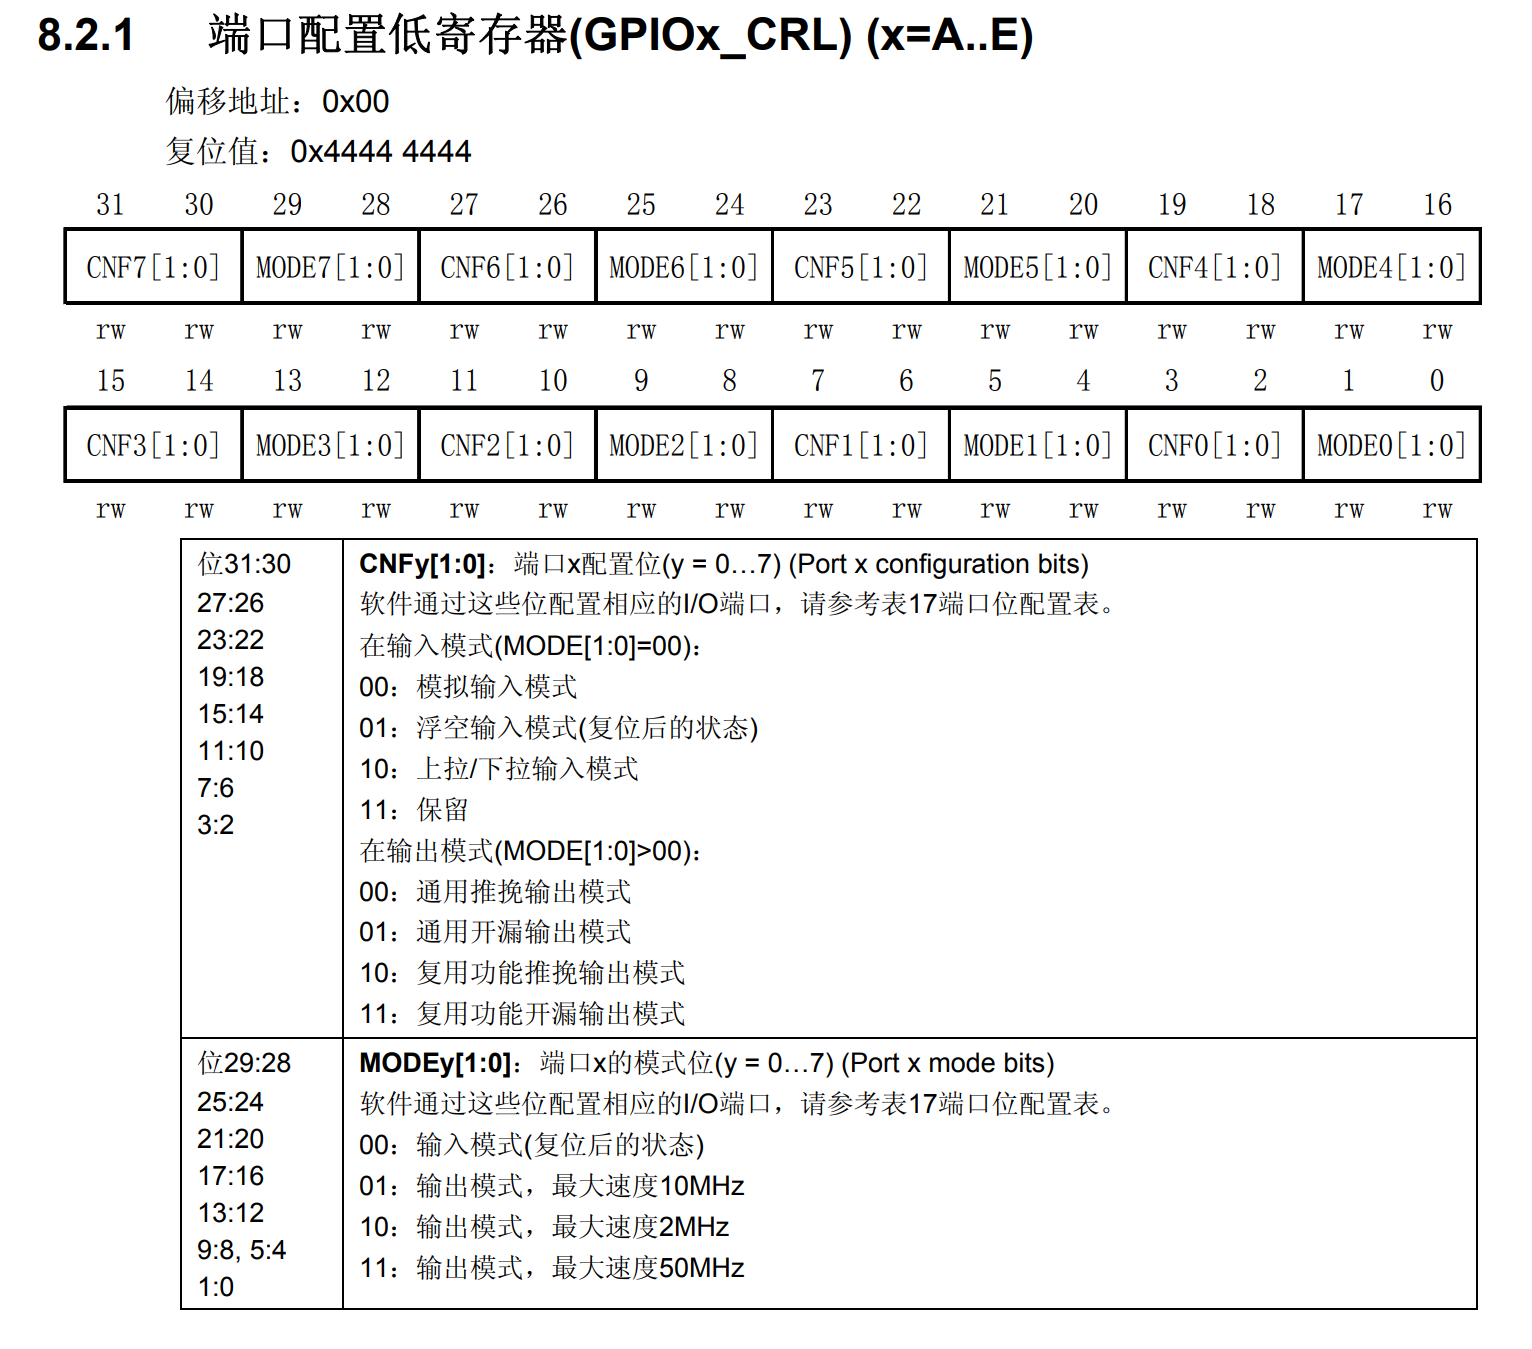 8.2.1 端口配置低寄存器(GPIOx_CRL) (x=A..E)
偏移地址：0x00
复位值：0x4444 4444
31 30 29 28 27 26 25 24 23 22 21 20 19 18 17 16
CNF7[1:0] MODE7[1:0] CNF6[1:0] MODE6[1:0] CNF5[1:0] MODE5[1:0] CNF4[1:0] MODE4[1:0]
rw rw rw rw rw rw rw rw rw rw rw rw rw rw rw rw
15 14 13 12 11 10 9 8 7 6 5 4 3 2 1 0
CNF3[1:0] MODE3[1:0] CNF2[1:0] MODE2[1:0] CNF1[1:0] MODE1[1:0] CNF0[1:0] MODE0[1:0]
rw rw rw rw rw rw rw rw rw rw rw rw rw rw rw rw
位31:30
27:26
23:22
19:18
15:14
11:10
7:6
3:2
CNFy[1:0]：端口x配置位(y = 0…7) (Port x configuration bits)
软件通过这些位配置相应的I/O端口，请参考表17端口位配置表。
在输入模式(MODE[1:0]=00)：
00：模拟输入模式
01：浮空输入模式(复位后的状态)
10：上拉/下拉输入模式
11：保留
在输出模式(MODE[1:0]>00)：
00：通用推挽输出模式
01：通用开漏输出模式
10：复用功能推挽输出模式
11：复用功能开漏输出模式
位29:28
25:24
21:20
17:16
13:12
9:8, 5:4
1:0
MODEy[1:0]：端口x的模式位(y = 0…7) (Port x mode bits)
软件通过这些位配置相应的I/O端口，请参考表17端口位配置表。
00：输入模式(复位后的状态)
01：输出模式，最大速度10MHz
10：输出模式，最大速度2MHz
11：输出模式，最大速度50MHz